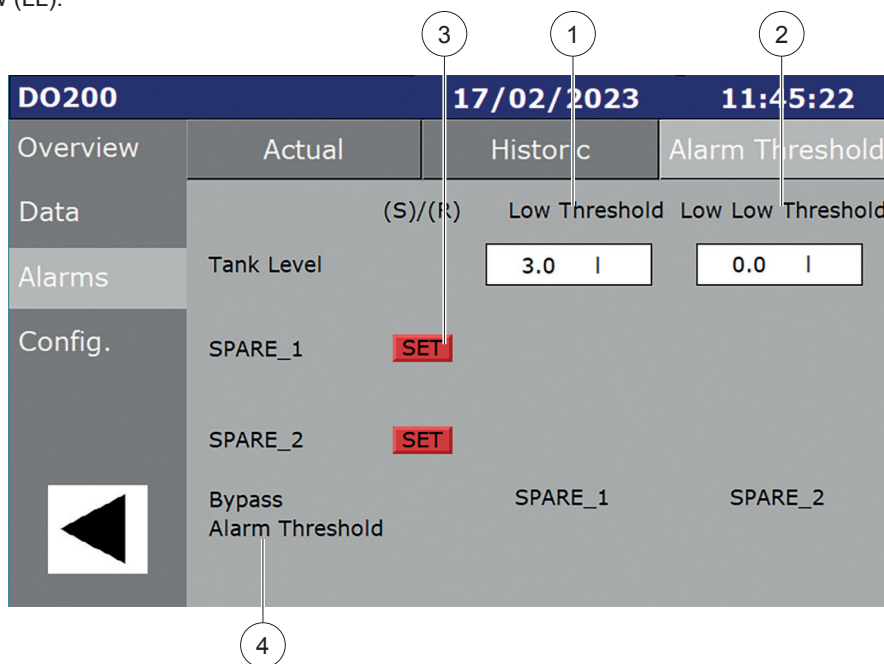 (LL).
3 1 2
DO200 17/02/2023 11:45:22
Overview Actual Historic Alarm Threshold
Data (S)/(R) Low Threshold Low Low Threshold
Alarms Tank Level 3.0 l 0.0 l
Config. SPARE_1 SET
SPARE_2 SET
Bypass SPARE_1 SPARE_2
Alarm Threshold
4